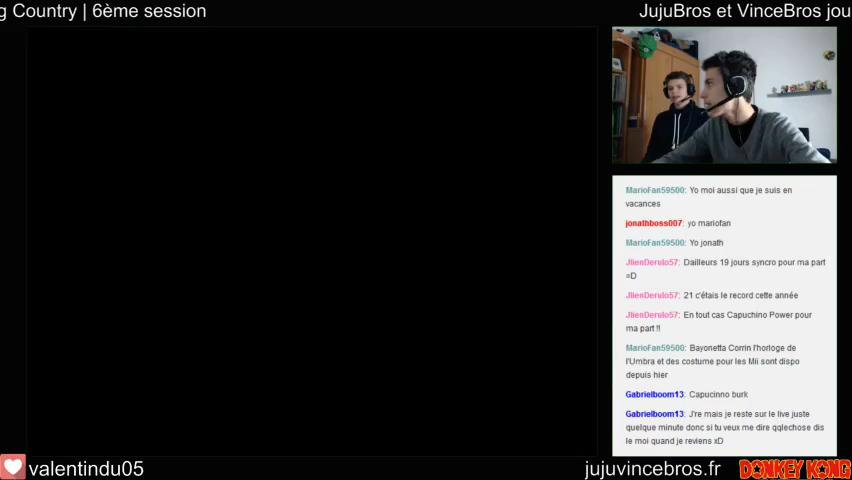 g Country | 6ème session
JujuBros et VinceBros jou
MarioFan59500: Yo moi aussi que je suis en
vacances
jonathboss007: yo mariofan
MarioFan59500: Yo jonath
JlienDerulo57: Dailleurs 19 jours syncro pour ma part
=D
JlienDerulo57: 21 c'étais le record cette année
JlienDerulo57: En tout cas Capuchino Power pour
ma part !!
MarioFan59500: Bayonetta Corrin l'horloge de
l'Umbra et des costume pour les Mii sont dispo
depuis hier
Gabrielboom13: Capucinno burk
Gabrielboom13: J're mais je reste sur le live juste
quelque minute donc si tu veux me dire qqlechose dis
le moi quand je reviens xD
valentindu05
jujuvincebros.fr
DONKEY KONG